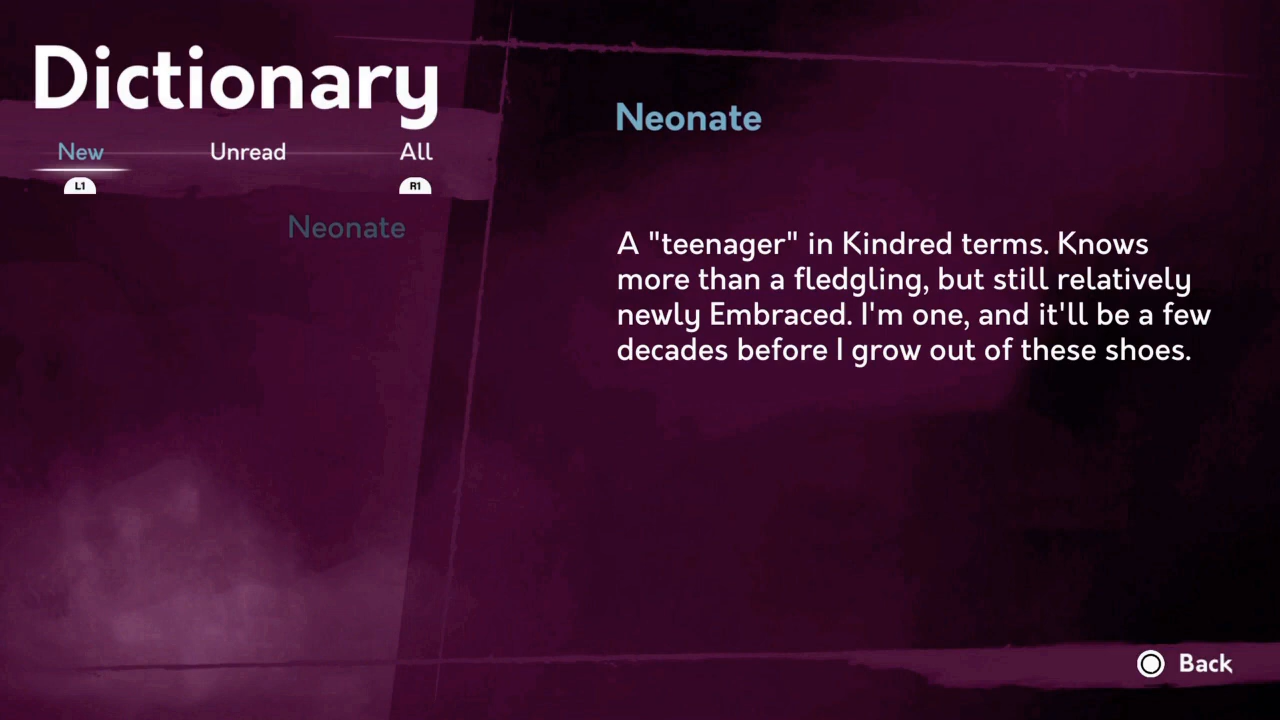 Dictionary
New
Unread
All
L1
R1
Neonate
Neonate
A "teenager" in Kindred terms. Knows
more than a fledgling, but still relatively
newly Embraced. I'm one, and it'll be a few
decades before I grow out of these shoes.
Back